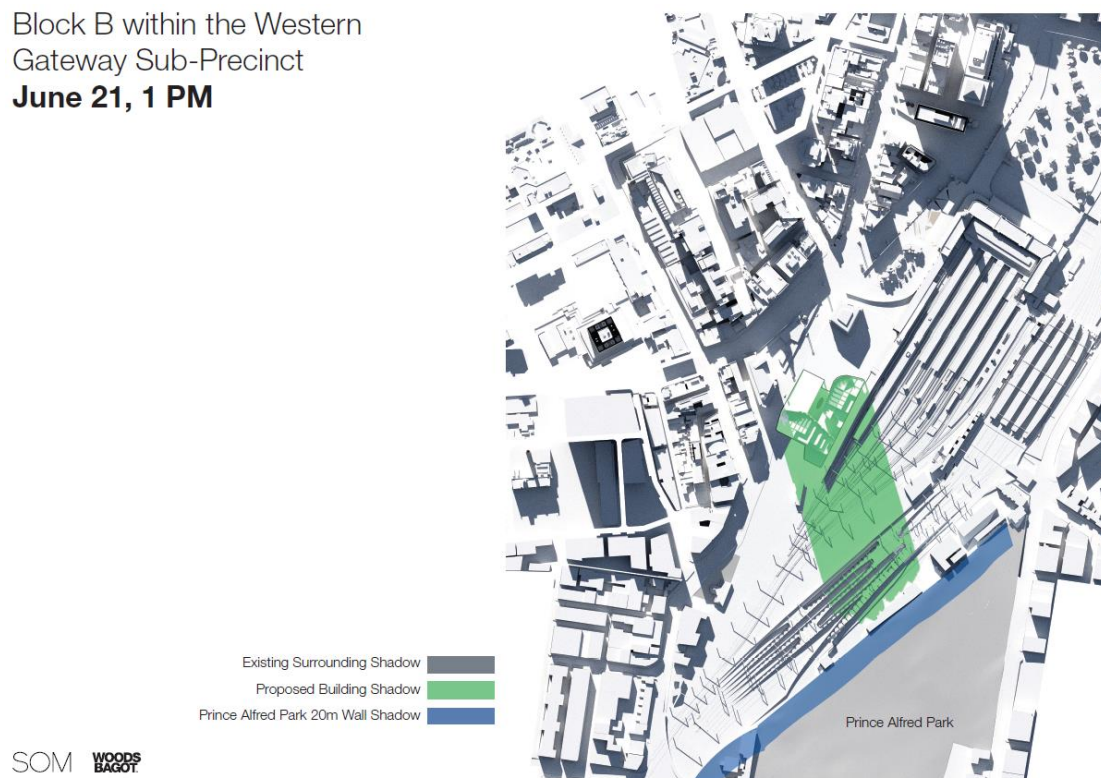 Block B within the Western
Gateway Sub-Precinct
June 21, 1 PM
Existing Surrounding Shadow
Proposed Building Shadow
Prince Alfred Park 20m Wall Shadow
Prince Alfred Park
SOM
WOODS
BAGOT.